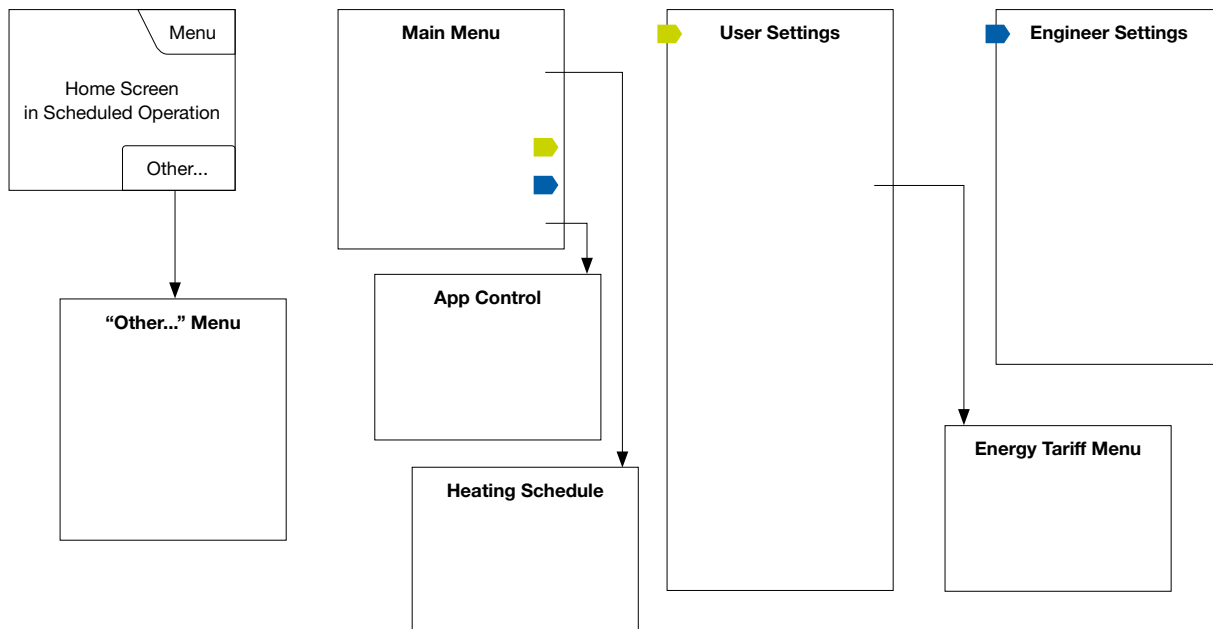 Menu
Home Screen
in Scheduled Operation
Other...
“Other...” Menu
Main Menu
App Control
Heating Schedule
User Settings
Energy Tariff Menu
Engineer Settings